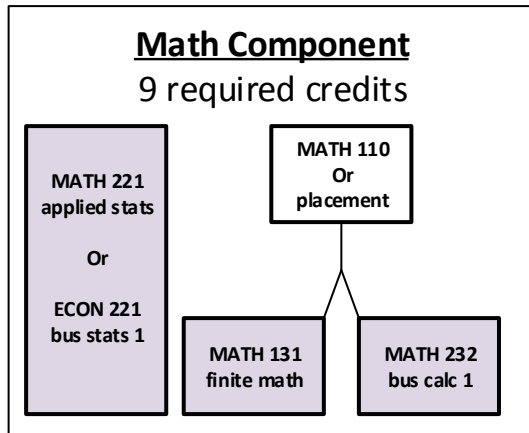 Math Component
9 required credits
MATH 221
applied stats
Or
ECON 221
bus stats 1
MATH 110
Or
placement
MATH 131
finite math
MATH 232
bus calc 1